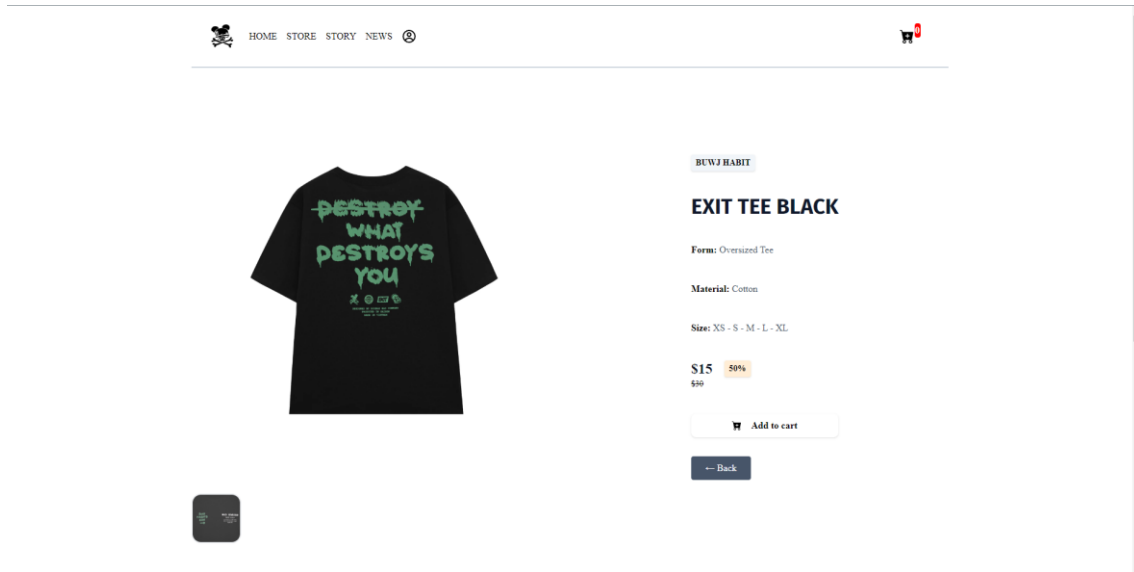 HOME STORE STORY NEWS
0
BUWJ HABIT
EXIT TEE BLACK
DESTROY
WHAT
DESTROYS
YOU
Form: Oversized Tee
Material: Cotton
Size: XS - S - M - L - XL
$15 50%
$30
Add to cart
← Back